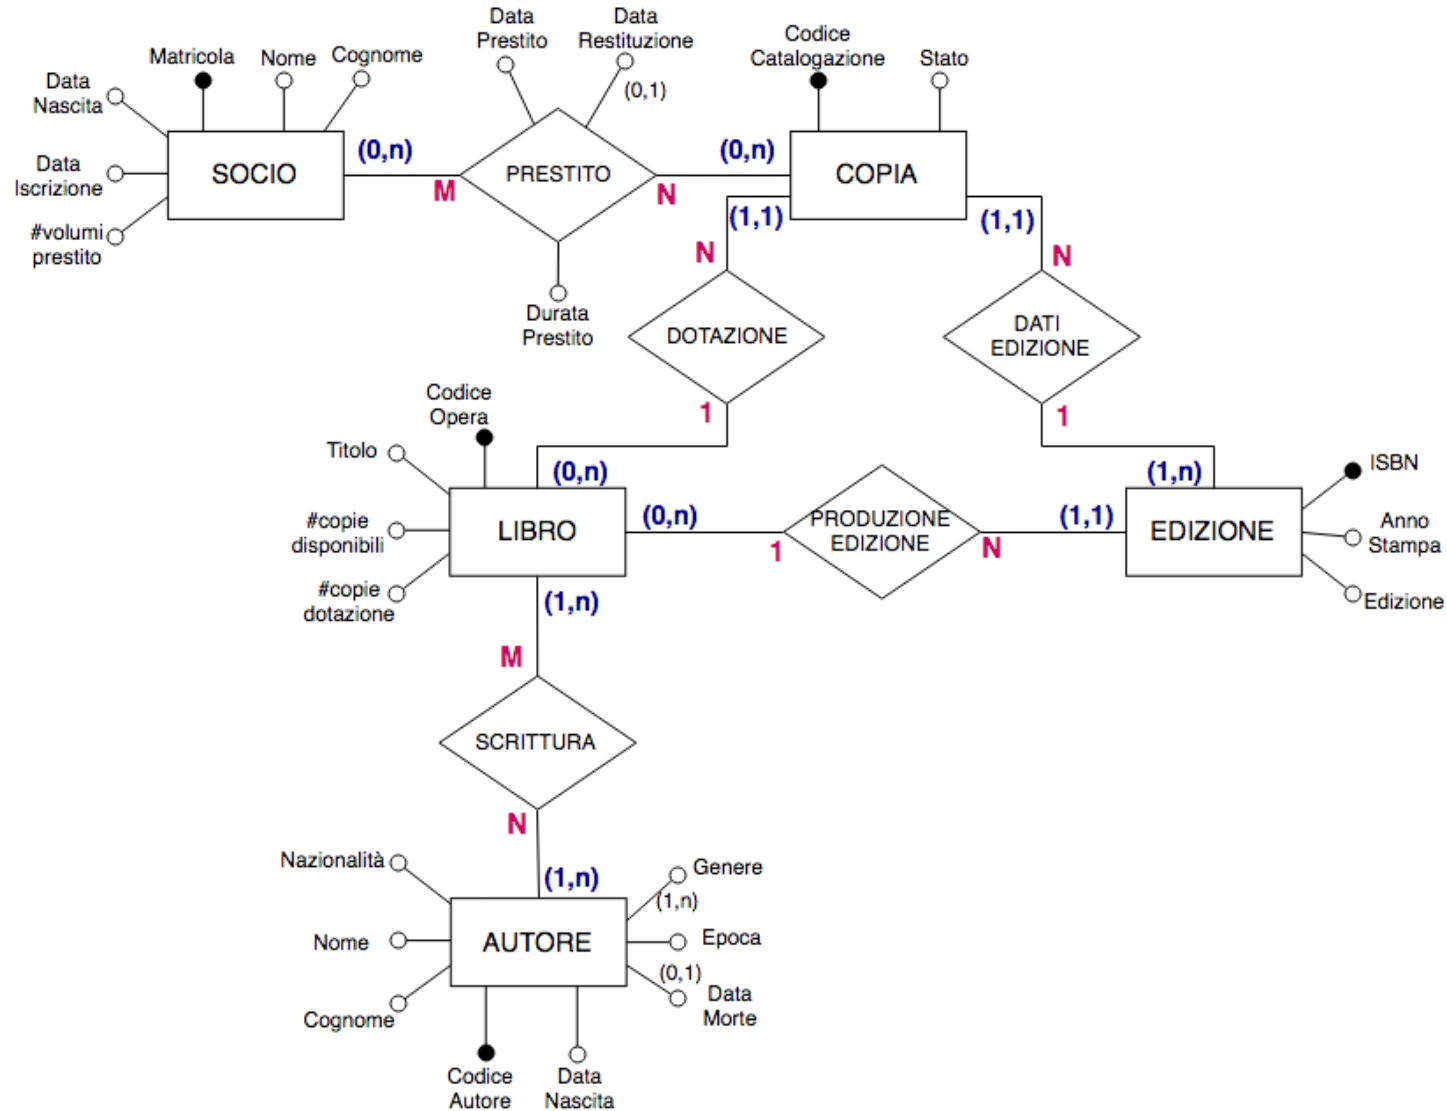 Data
Prestito
Data
Restituzione
(0,1)
Codice
Catalogazione
Stato
Matricola
Nome
Cognome
Data
Nascita
Data
Iscrizione
#volumi
prestito
SOCIO
(0,n)
M
PRESTITO
N
(0,n)
COPIA
(1,1)
(1,1)
N
N
Durata
Prestito
DOTAZIONE
DATI
EDIZIONE
1
1
Codice
Opera
Titolo
#copie
disponibili
#copie
dotazione
(0,n)
LIBRO
(0,n)
1
PRODUZIONE
EDIZIONE
N
(1,1)
(1,n)
EDIZIONE
ISBN
Anno
Stampa
Edizione
(1,n)
M
SCRITTURA
N
(1,n)
Nazionalità
Nome
Cognome
AUTORE
Genere
(1,n)
Epoca
(0,1)
Data
Morte
Codice
Autore
Data
Nascita